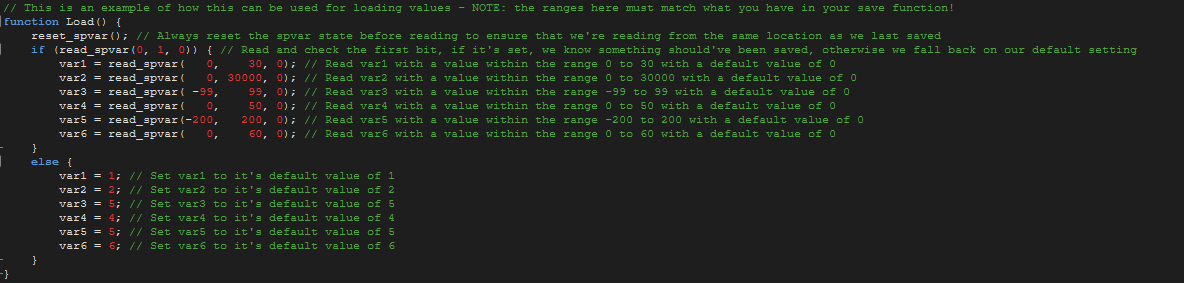 // This is an example of how this can be used for loading values - NOTE: the ranges here must match what you have in your save function!
function Load() {
    reset_spvar(); // Always reset the spvar state before reading to ensure that we're reading from the same location as we last saved
    if (read_spvar(0, 1, 0)) { // Read and check the first bit, if it's set, we know something should've been saved, otherwise we fall back on our default setting
        var1 = read_spvar(   0,    30, 0); // Read var1 with a value within the range 0 to 30 with a default value of 0
        var2 = read_spvar(   0, 30000, 0); // Read var2 with a value within the range 0 to 30000 with a default value of 0
        var3 = read_spvar( -99,    99, 0); // Read var3 with a value within the range -99 to 99 with a default value of 0
        var4 = read_spvar(   0,    50, 0); // Read var4 with a value within the range 0 to 50 with a default value of 0
        var5 = read_spvar(-200,   200, 0); // Read var5 with a value within the range -200 to 200 with a default value of 0
        var6 = read_spvar(   0,    60, 0); // Read var6 with a value within the range 0 to 60 with a default value of 0
    }
    else {
        var1 = 1; // Set var1 to it's default value of 1
        var2 = 2; // Set var2 to it's default value of 2
        var3 = 5; // Set var3 to it's default value of 5
        var4 = 4; // Set var4 to it's default value of 4
        var5 = 5; // Set var5 to it's default value of 5
        var6 = 6; // Set var6 to it's default value of 6
    }
}